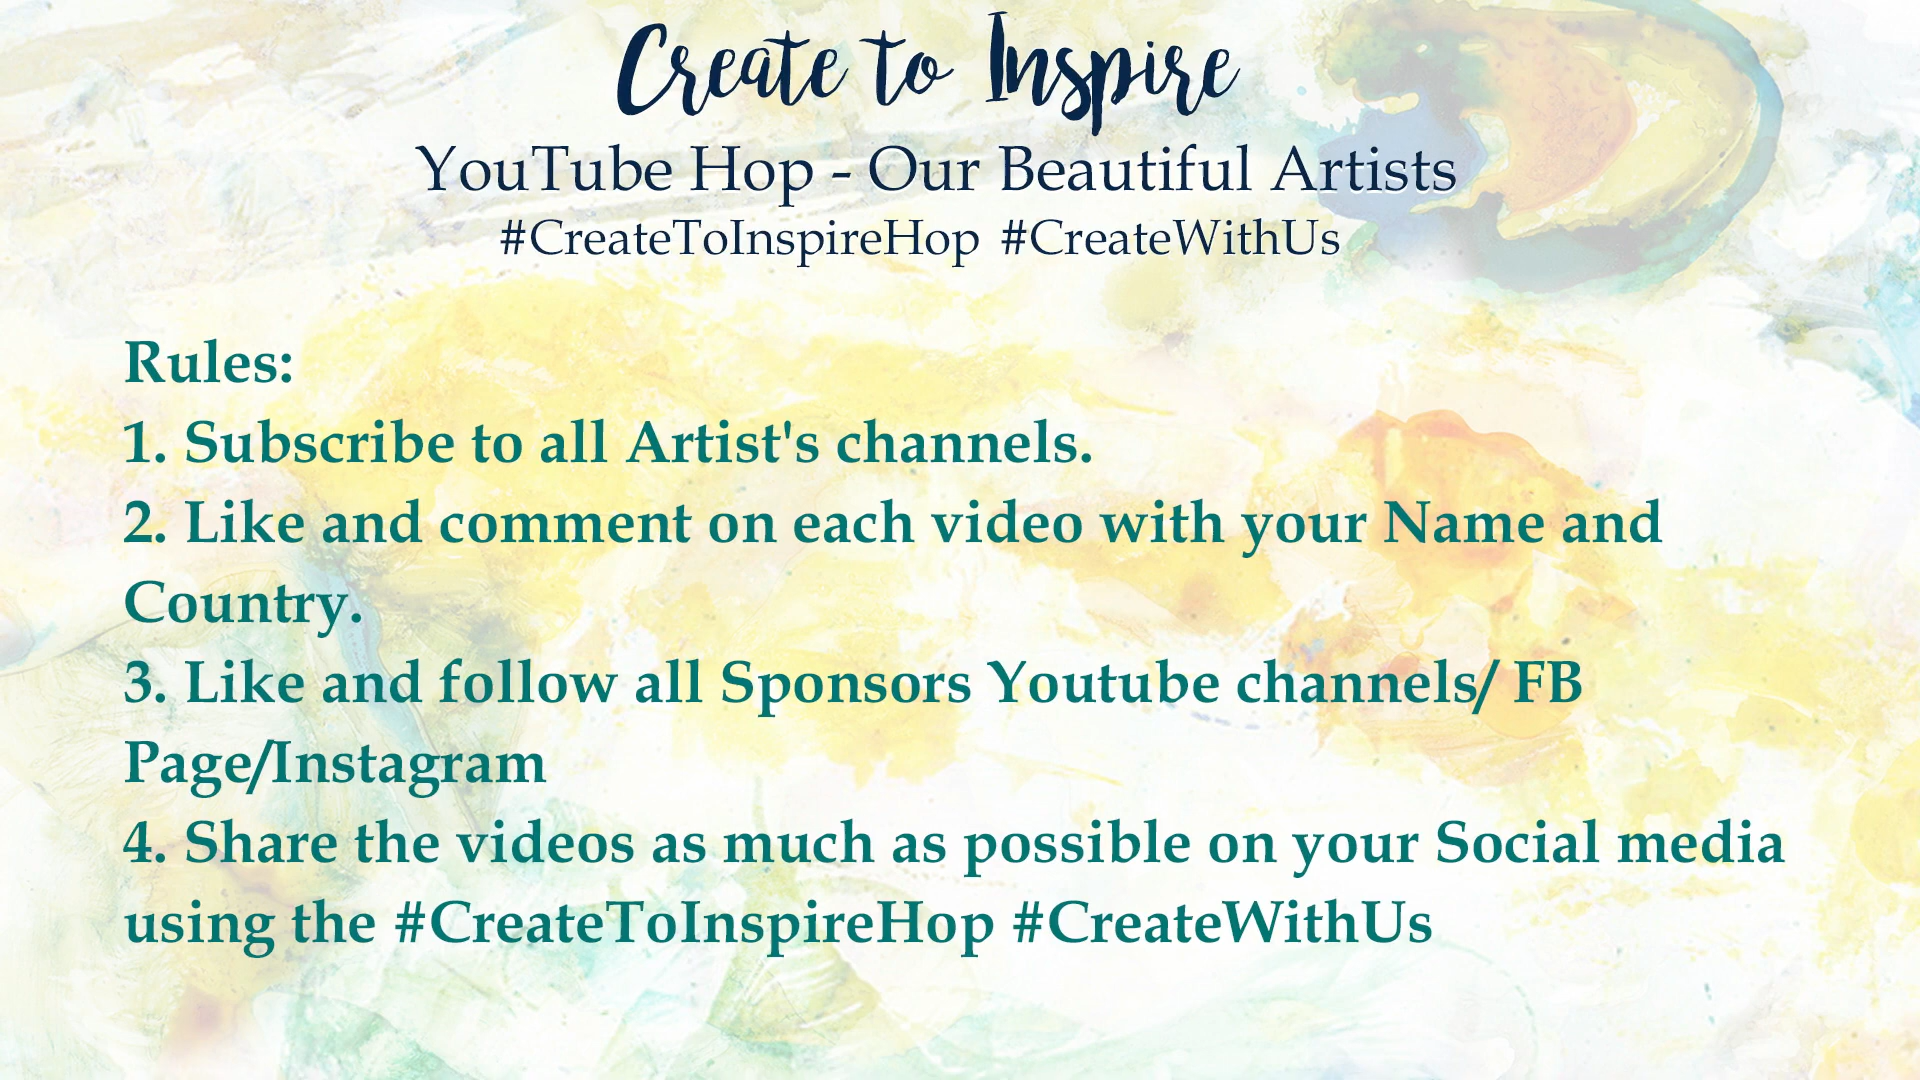 Create to Inspire
YouTube Hop - Our Beautiful Artists
#CreateToInspireHop #CreateWithUs
Rules:
1. Subscribe to all Artist's channels.
2. Like and comment on each video with your Name and
Country.
3. Like and follow all Sponsors Youtube channels/ FB
Page/Instagram
4. Share the videos as much as possible on your Social media
using the #CreateToInspireHop #CreateWithUs